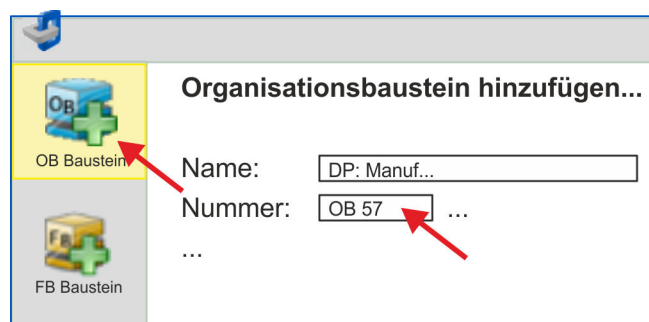 Organisationsbaustein hinzufügen...
OB
OB Baustein
Name: DP: Manuf...
Nummer: OB 57 ...
...
FB
FB Baustein